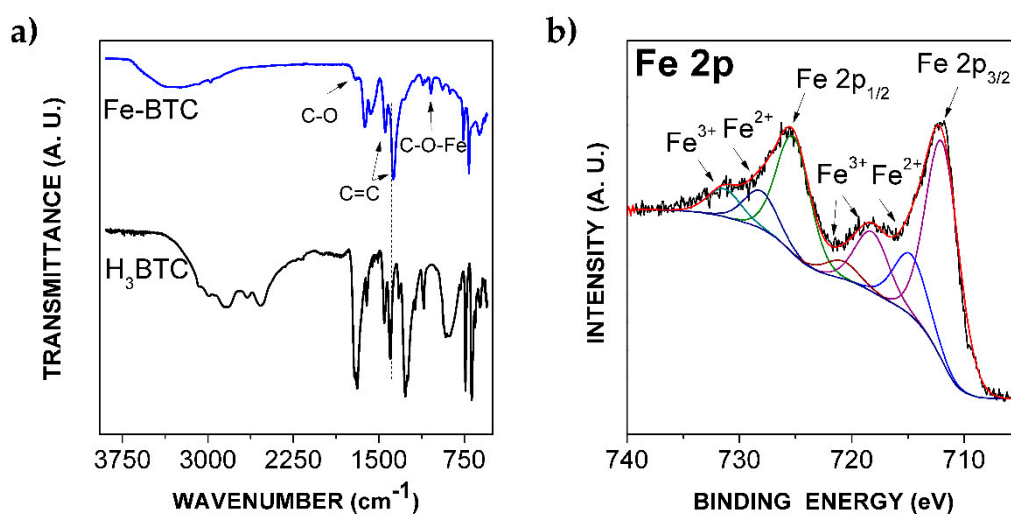 a)
TRANSMITTANCE (A. U.)
Fe-BTC
C-O
C-O-Fe
C=C
H₃BTC
3750 3000 2250 1500 750
WAVENUMBER (cm⁻¹)
b)
Fe 2p
Fe 2p₁/₂
Fe 2p₃/₂
Fe³⁺
Fe²⁺
Fe³⁺
Fe²⁺
INTENSITY (A. U.)
740 730 720 710
BINDING ENERGY (eV)